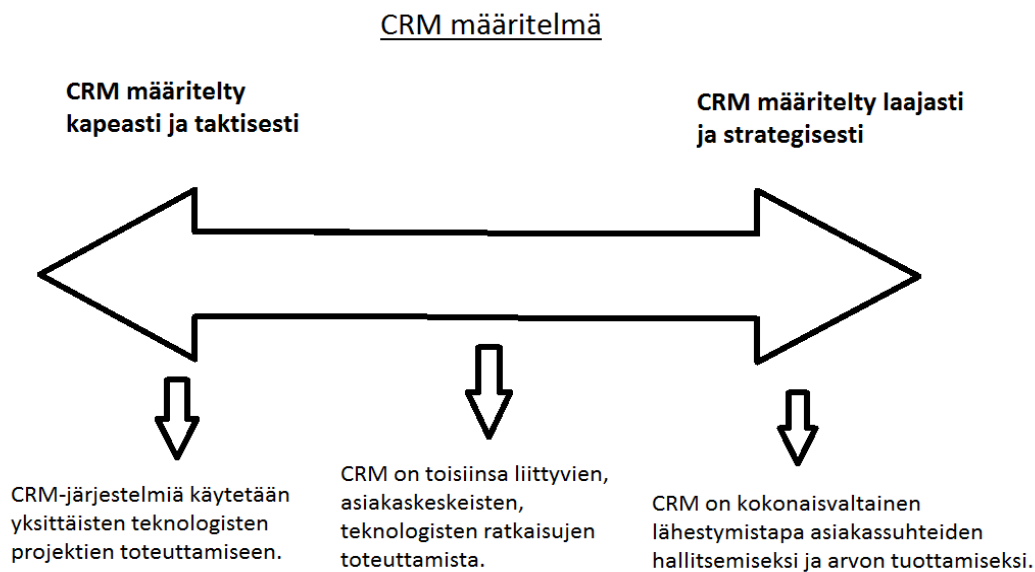 CRM määritelmä
CRM määritelty
kapeasti ja taktisesti
CRM määritelty laajasti
ja strategisesti
CRM-järjestelmiä käytetään
yksittäisten teknologisten
projektien toteuttamiseen.
CRM on toisiinsa liittyvien,
asiakaskeskeisten,
teknologisten ratkaisujen
toteuttamista.
CRM on kokonaisvaltainen
lähestymistapa asiakassuhteiden
hallitsemiseksi ja arvon tuottamiseksi.